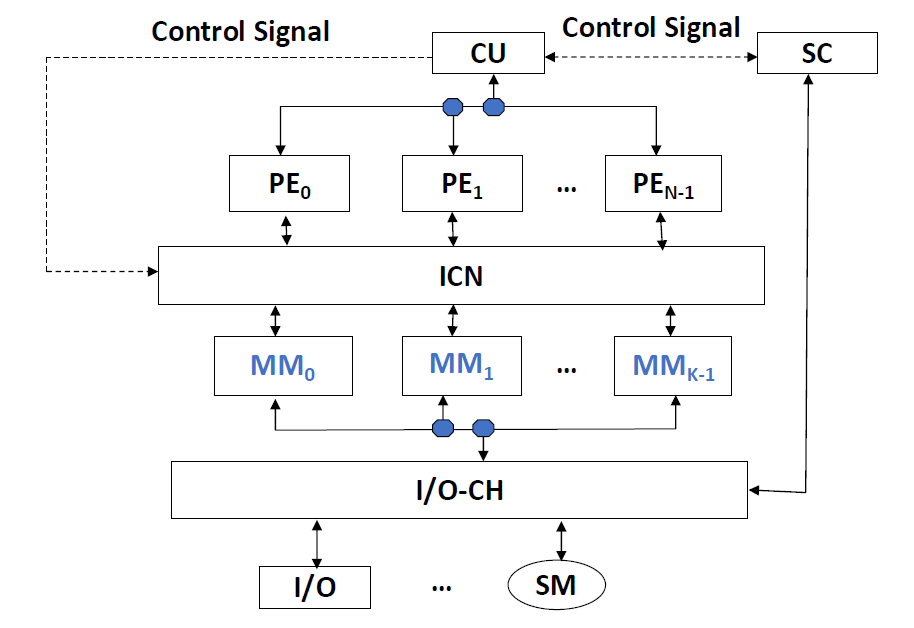 Control Signal
Control Signal
CU
SC
PE0 PE1 ... PEN-1
ICN
MM0 MM1 ... MMK-1
I/O-CH
I/O ... SM